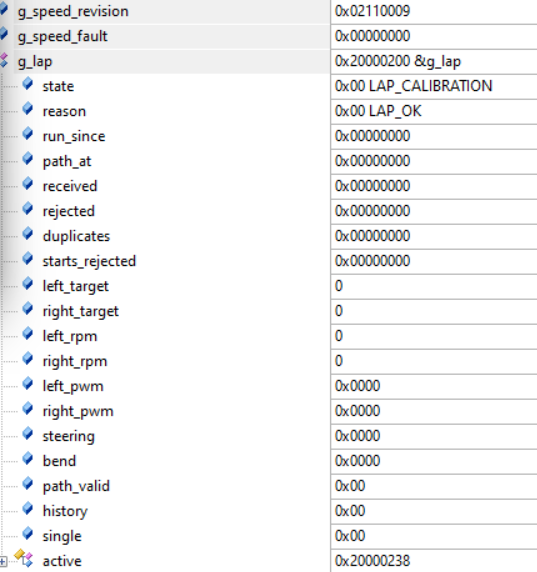 g_speed_revision 0x02110009
g_speed_fault 0x00000000
g_lap 0x20000200 &g_lap
state 0x00 LAP_CALIBRATION
reason 0x00 LAP_OK
run_since 0x00000000
path_at 0x00000000
received 0x00000000
rejected 0x00000000
duplicates 0x00000000
starts_rejected 0x00000000
left_target 0
right_target 0
left_rpm 0
right_rpm 0
left_pwm 0x0000
right_pwm 0x0000
steering 0x0000
bend 0x0000
path_valid 0x00
history 0x00
single 0x00
active 0x20000238